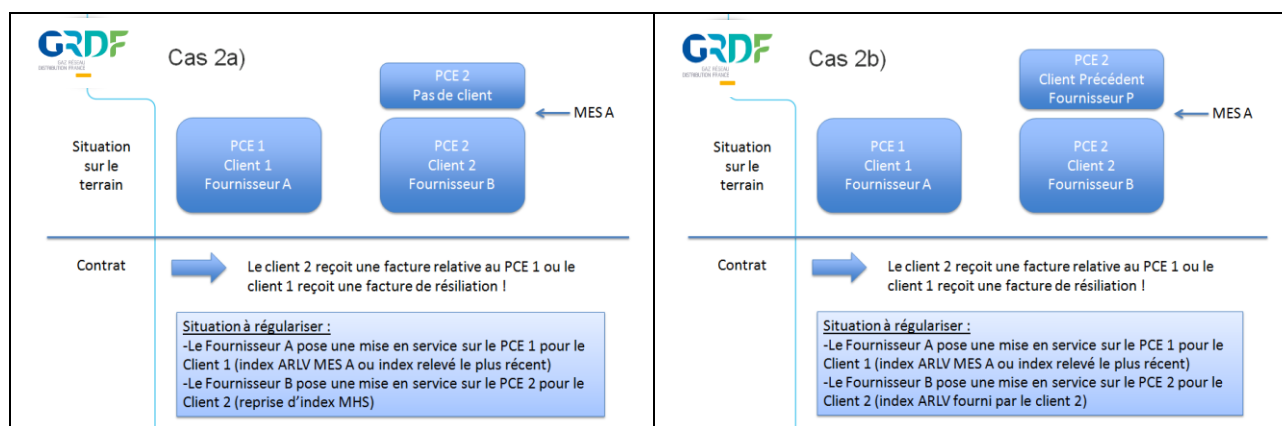 GRDF
GAZ RÉSEAU
DISTRIBUTION FRANCE
Cas 2a)
PCE 2
Pas de client
MES A
Situation
sur le
terrain
PCE 1
Client 1
Fournisseur A
PCE 2
Client 2
Fournisseur B
Contrat
Le client 2 reçoit une facture relative au PCE 1 ou le
client 1 reçoit une facture de résiliation !
Situation à régulariser :
-Le Fournisseur A pose une mise en service sur le PCE 1 pour le
Client 1 (index ARLV MES A ou index relevé le plus récent)
-Le Fournisseur B pose une mise en service sur le PCE 2 pour le
Client 2 (reprise d'index MHS)
GRDF
GAZ RÉSEAU
DISTRIBUTION FRANCE
Cas 2b)
PCE 2
Client Précédent
Fournisseur P
MES A
Situation
sur le
terrain
PCE 1
Client 1
Fournisseur A
PCE 2
Client 2
Fournisseur B
Contrat
Le client 2 reçoit une facture relative au PCE 1 ou le
client 1 reçoit une facture de résiliation !
Situation à régulariser :
-Le Fournisseur A pose une mise en service sur le PCE 1 pour le
Client 1 (index ARLV MES A ou index relevé le plus récent)
-Le Fournisseur B pose une mise en service sur le PCE 2 pour le
Client 2 (index ARLV fourni par le client 2)